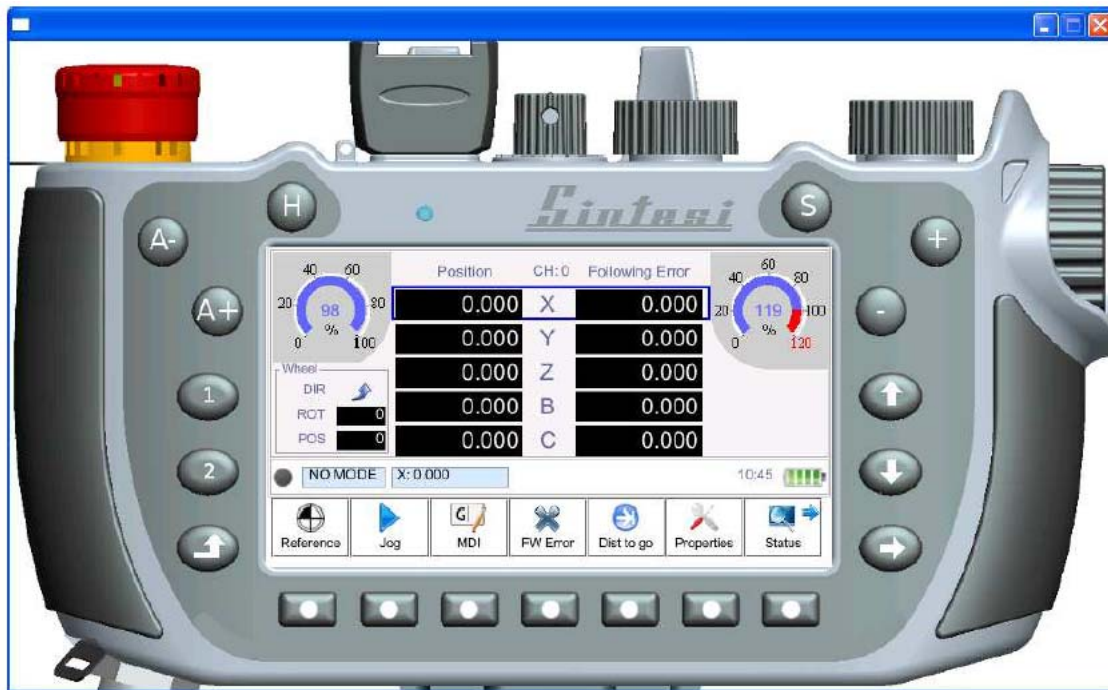 Sintesi
H
S
A-
+
A+
-
1
2
40 60
20 80
98
%
0 100
Position CH: 0 Following Error
0.000 X 0.000
0.000 Y 0.000
0.000 Z 0.000
0.000 B 0.000
0.000 C 0.000
60
40 80
20 119 100
%
0 120
Wheel
DIR
ROT 0
POS 0
NO MODE X: 0.000 10:45
G
Reference Jog MDI FW Error Dist to go Properties Status